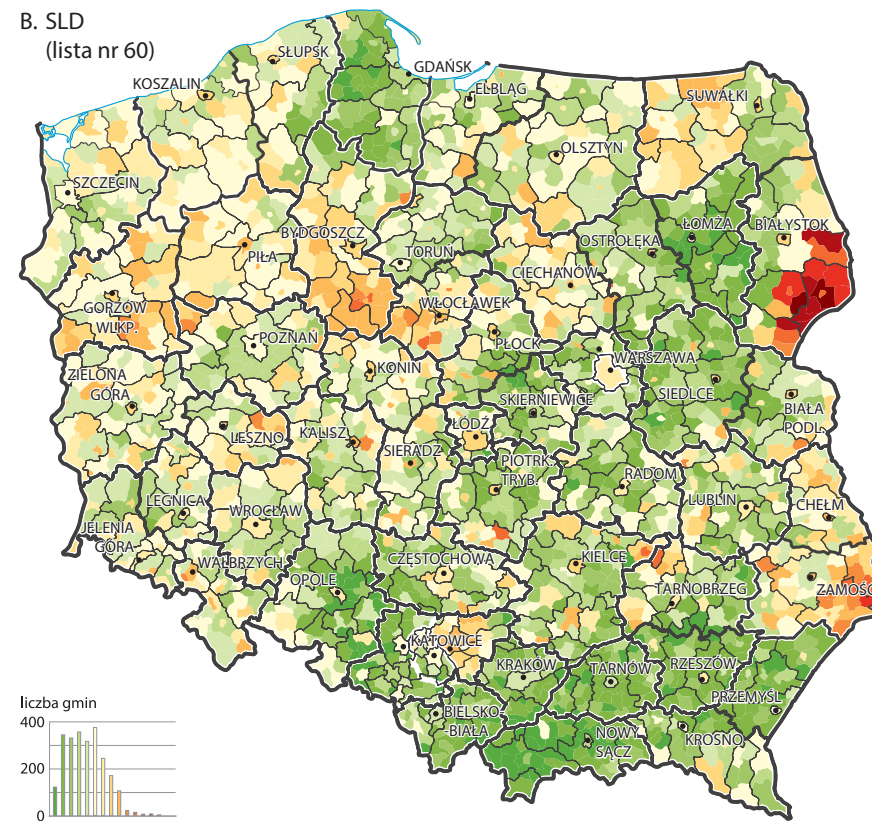 B. SLD
(lista nr 60)
SŁUPSK
GDAŃSK
KOSZALIN
ELBLĄG
SUWAŁKI
OLSZTYN
SZCZECIN
BYDGOSZCZ
PIŁA
TORUŃ
OSTROŁĘKA
ŁOMŻA
BIAŁYSTOK
CIECHANÓW
GORZÓW
WLKP.
WŁOCŁAWEK
POZNAŃ
PŁOCK
WARSZAWA
KONIN
ZIELONA
GÓRA
SKIERNIEWICE
SIEDLCE
BIAŁA
PODL.
LESZNO
KALISZ
ŁÓDŹ
SIERADZ
PIOTRK.
TRYB.
RADOM
LUBLIN
CHEŁM
LEGNICA
WROCŁAW
JELENIA
GÓRA
WAŁBRZYCH
OPOLE
CZĘSTOCHOWA
KIELCE
TARNOBRZEG
ZAMOŚĆ
KATOWICE
KRAKÓW
TARNÓW
RZESZÓW
PRZEMYŚL
BIELSKO-
-BIAŁA
NOWY
SĄCZ
KROSNO
liczba gmin
400
200
0